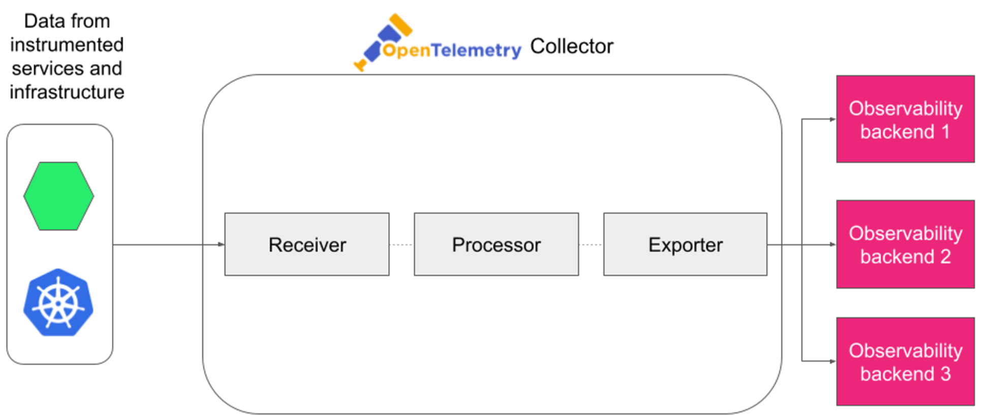 Data from
instrumented
services and
infrastructure
OpenTelemetry Collector
Receiver
Processor
Exporter
Observability
backend 1
Observability
backend 2
Observability
backend 3